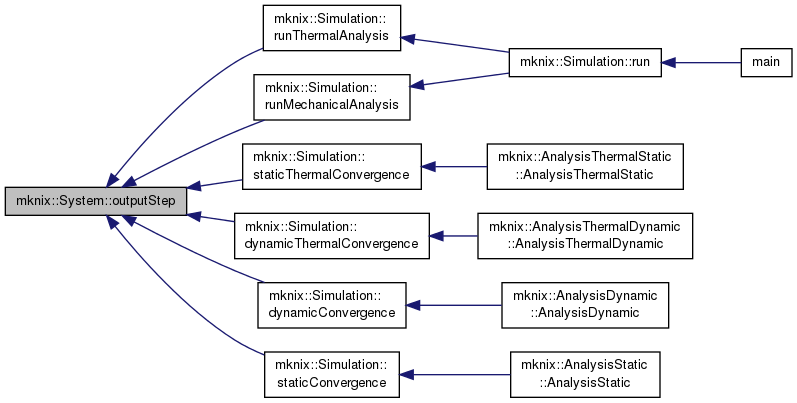 mknix::System::outputStep
mknix::Simulation::
runThermalAnalysis
mknix::Simulation::run
main
mknix::Simulation::
runMechanicalAnalysis
mknix::Simulation::
staticThermalConvergence
mknix::AnalysisThermalStatic
::AnalysisThermalStatic
mknix::Simulation::
dynamicThermalConvergence
mknix::AnalysisThermalDynamic
::AnalysisThermalDynamic
mknix::Simulation::
dynamicConvergence
mknix::AnalysisDynamic
::AnalysisDynamic
mknix::Simulation::
staticConvergence
mknix::AnalysisStatic
::AnalysisStatic